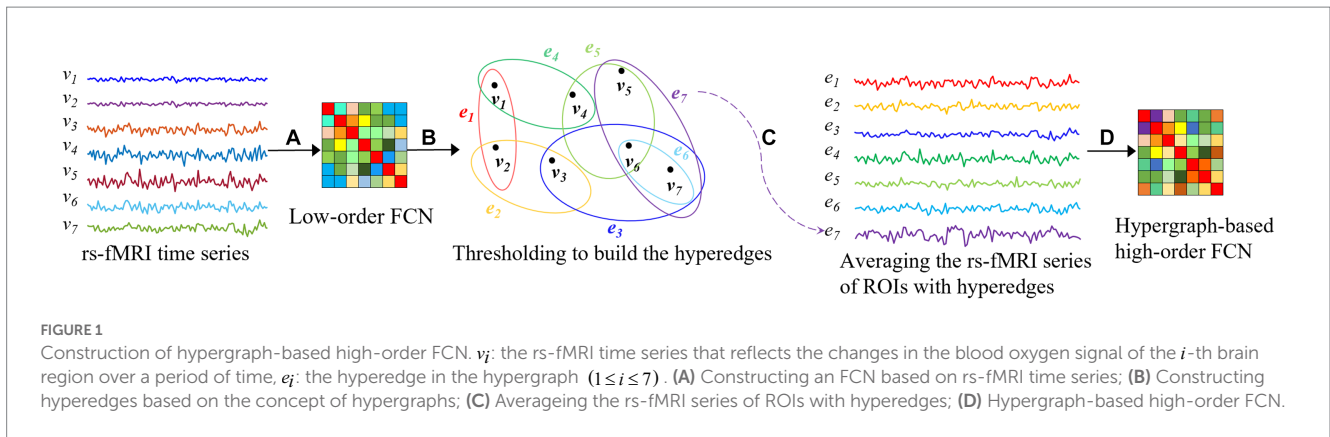 v1
v2
v3
v4
v5
v6
v7
rs-fMRI time series
A
Low-order FCN
B
e4
e5
v1
v4
v5
e7
e1
v2
v3
v6
e6
v7
e2
e3
Thresholding to build the hyperedges
C
e1
e2
e3
e4
e5
e6
e7
Averaging the rs-fMRI series
of ROIs with hyperedges
D
Hypergraph-based
high-order FCN
FIGURE 1
Construction of hypergraph-based high-order FCN. vi: the rs-fMRI time series that reflects the changes in the blood oxygen signal of the i-th brain
region over a period of time, ei: the hyperedge in the hypergraph (1≤i≤7). (A) Constructing an FCN based on rs-fMRI time series; (B) Constructing
hyperedges based on the concept of hypergraphs; (C) Averageing the rs-fMRI series of ROIs with hyperedges; (D) Hypergraph-based high-order FCN.